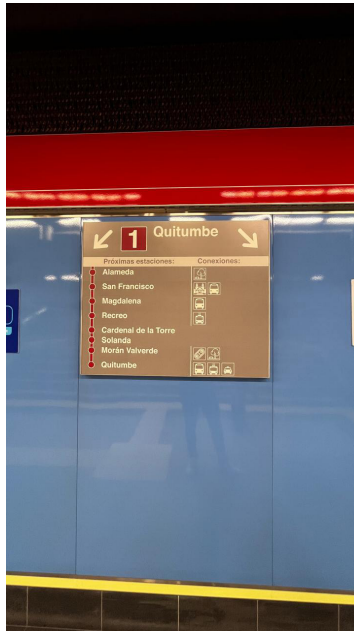 1 Quitumbe
Próximas estaciones: Conexiones:
Alameda
San Francisco
Magdalena
Recreo
Cardenal de la Torre
Solanda
Morán Valverde
Quitumbe